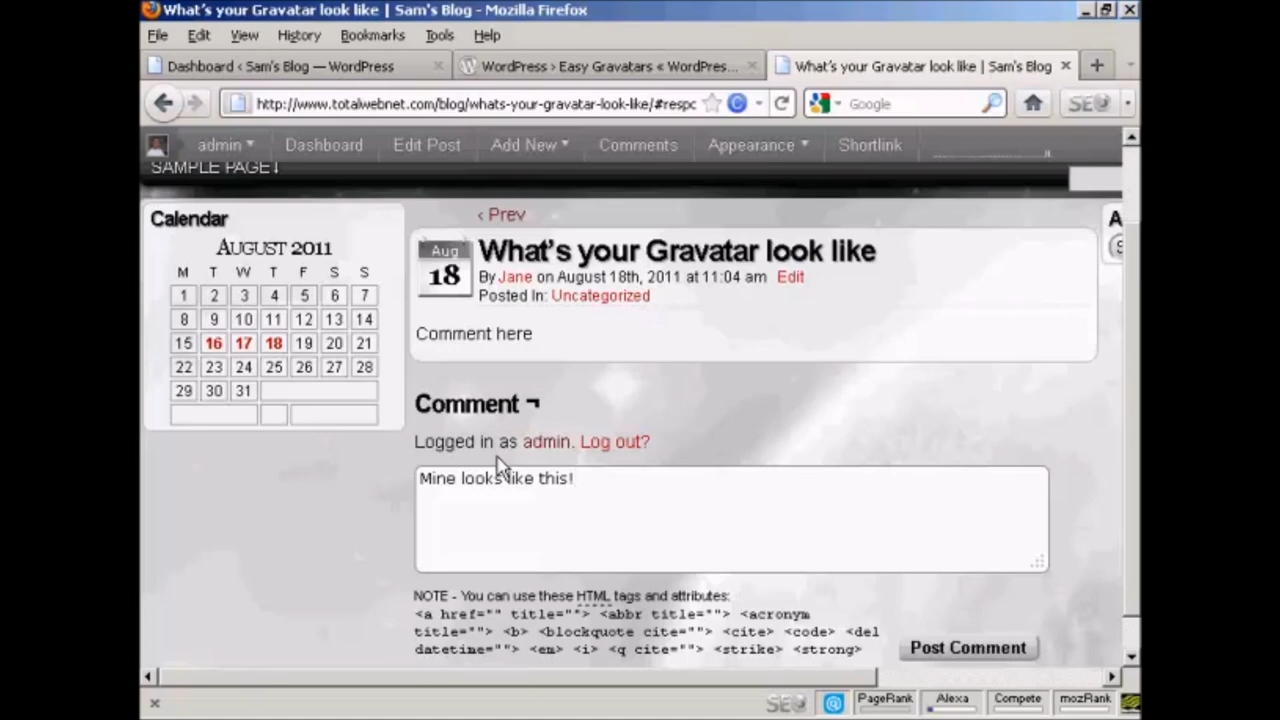 What's your Gravatar look like | Sam's Blog - Mozilla Firefox
File Edit View History Bookmarks Tools Help
Dashboard ‹ Sam's Blog — WordPress
WordPress › Easy Gravatars « WordPres...
What's your Gravatar look like | Sam's Blog
http://www.totalwebnet.com/blog/whats-your-gravatar-look-like/#respc
Google
SEO
admin Dashboard Edit Post Add New Comments Appearance Shortlink
SAMPLE PAGE↓
Calendar
AUGUST 2011
M T W T F S S
1 2 3 4 5 6 7
8 9 10 11 12 13 14
15 16 17 18 19 20 21
22 23 24 25 26 27 28
29 30 31
‹ Prev
Aug
18
What's your Gravatar look like
By Jane on August 18th, 2011 at 11:04 am Edit
Posted In: Uncategorized
Comment here
A
Comment ¬
Logged in as admin. Log out?
Mine looks like this!
NOTE - You can use these HTML tags and attributes:
<a href="" title=""> <abbr title=""> <acronym
title=""> <b> <blockquote cite=""> <cite> <code> <del
datetime=""> <em> <i> <q cite=""> <strike> <strong>
Post Comment
SEO
PageRank
Alexa
Compete
mozRank